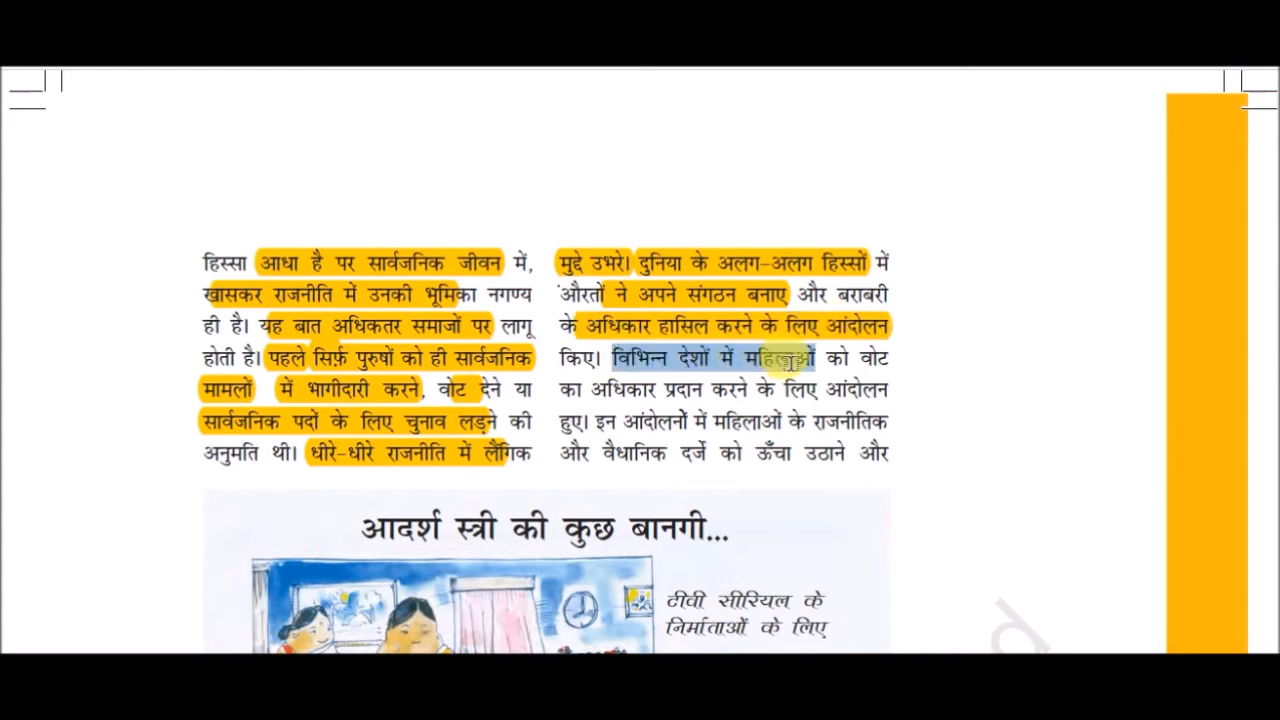 हिस्सा आधा है पर सार्वजनिक जीवन में,
खासकर राजनीति में उनकी भूमिका नगण्य
ही है। यह बात अधिकतर समाजों पर लागू
होती है। पहले सिर्फ़ पुरुषों को ही सार्वजनिक
मामलों में भागीदारी करने, वोट देने या
सार्वजनिक पदों के लिए चुनाव लड़ने की
अनुमति थी। धीरे-धीरे राजनीति में लैंगिक
मुद्दे उभरे। दुनिया के अलग-अलग हिस्सों में
औरतों ने अपने संगठन बनाए और बराबरी
के अधिकार हासिल करने के लिए आंदोलन
किए। विभिन्न देशों में महिलाओं को वोट
का अधिकार प्रदान करने के लिए आंदोलन
हुए। इन आंदोलनों में महिलाओं के राजनीतिक
और वैधानिक दर्जे को ऊँचा उठाने और
आदर्श स्त्री की कुछ बानगी...
टीवी सीरियल के
निर्माताओं के लिए
d